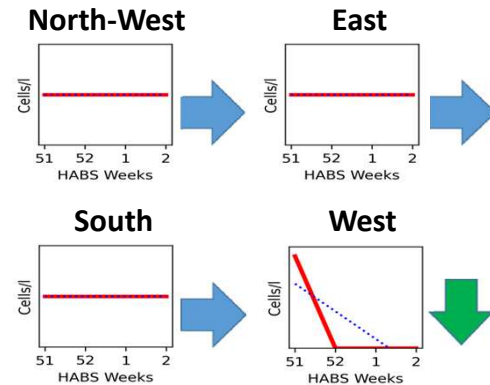 North-West
Cells/l
51 52 1 2
HABS Weeks
East
Cells/l
51 52 1 2
HABS Weeks
South
Cells/l
51 52 1 2
HABS Weeks
West
Cells/l
51 52 1 2
HABS Weeks